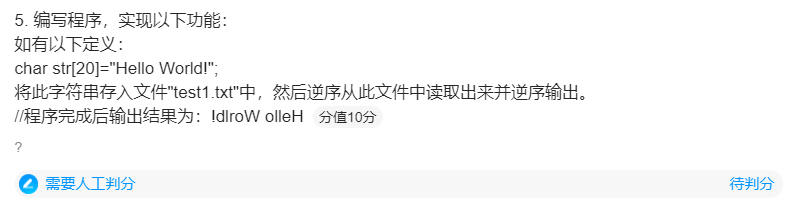 5. 编写程序，实现以下功能：
如有以下定义：
char str[20]="Hello World!";
将此字符串存入文件"test1.txt"中，然后逆序从此文件中读取出来并逆序输出。
//程序完成后输出结果为：!dlroW olleH 分值10分
?
需要人工判分 待判分